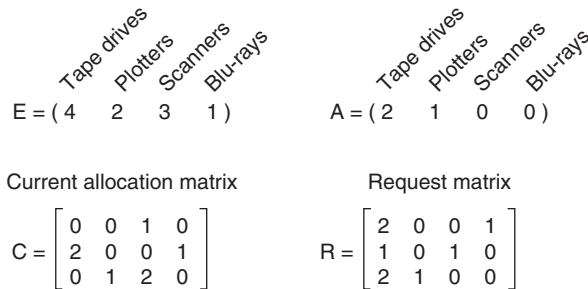 Tape drives
Plotters
Scanners
Blu-rays
E = ( 4 2 3 1 )
Tape drives
Plotters
Scanners
Blu-rays
A = ( 2 1 0 0 )
Current allocation matrix
C =
0 0 1 0
2 0 0 1
0 1 2 0
Request matrix
R =
2 0 0 1
1 0 1 0
2 1 0 0